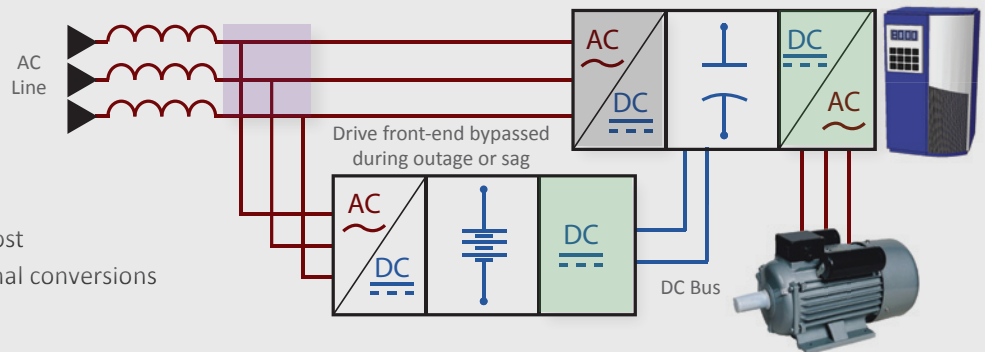 AC
Line
AC
DC
DC
AC
8000
Drive front-end bypassed
during outage or sag
AC
DC
DC
DC Bus
ost
nal conversions